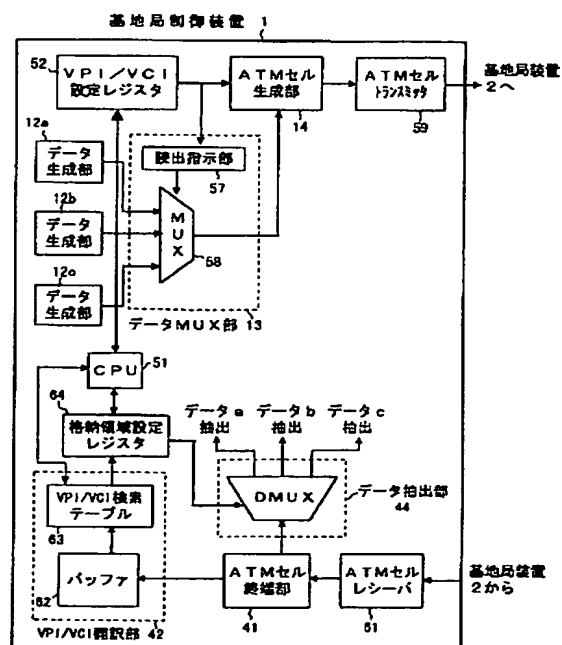 基地局制御装置 1
52
VPI/VCI
設定レジスタ
ATMセル
生成部
14
ATMセル
トランスミッタ
59
基地局装置
2へ
12a
データ
生成部
読出指示部
57
12b
データ
生成部
MUX
58
12c
データ
生成部
データMUX部 13
CPU
51
64
格納領域設定
レジスタ
データa
抽出
データb
抽出
データc
抽出
VPI/VCI検索
テーブル
63
DMUX
データ抽出部
44
バッファ
62
ATMセル
終端部
41
ATMセル
レシーバ
61
基地局装置
2から
VPI/VCI翻訳部 42